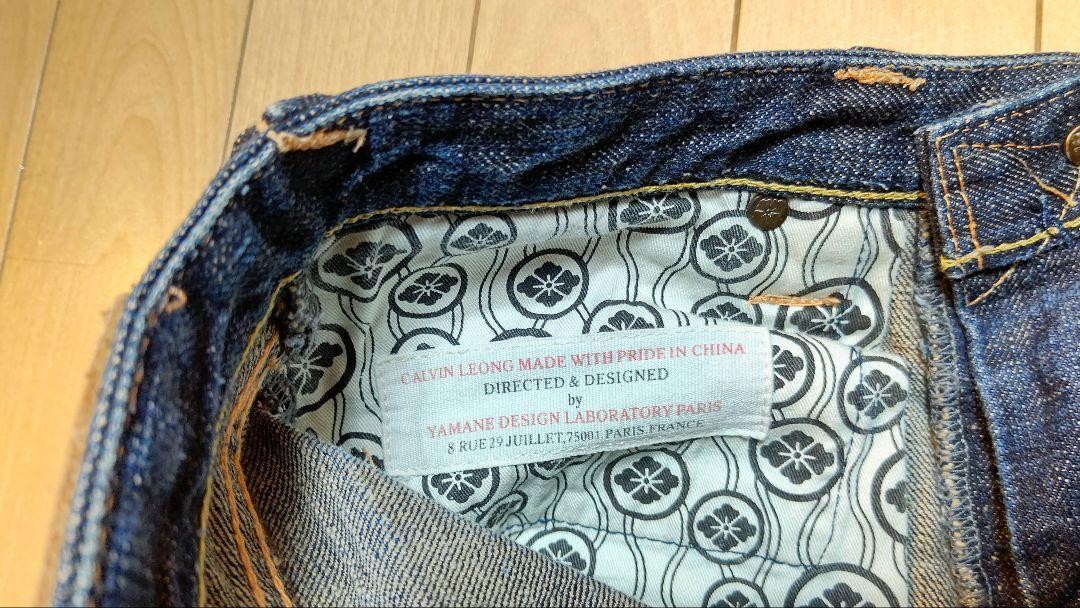 CALVIN LEONG MADE WITH PRIDE IN CHINA
DIRECTED & DESIGNED
by
YAMANE DESIGN LABORATORY PARIS
8 RUE 29 JUILLET,75001 PARIS FRANCE